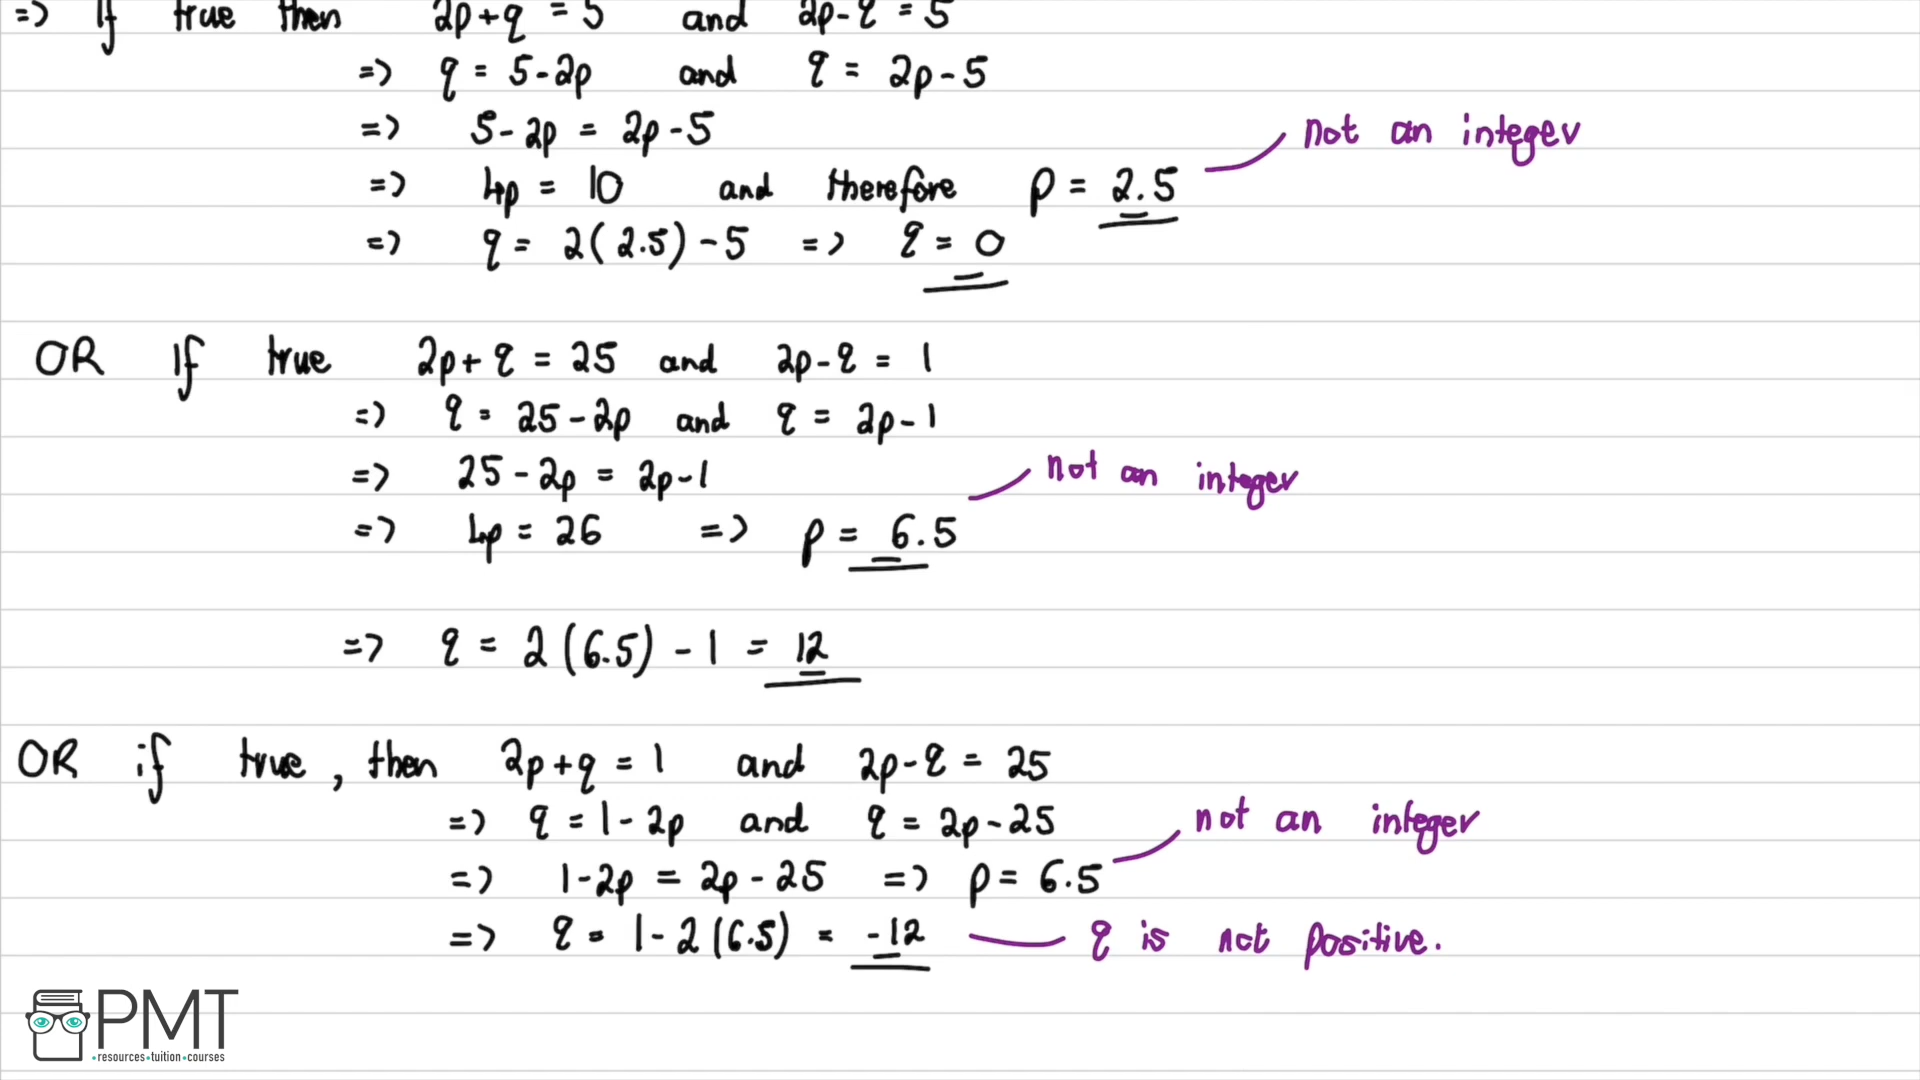 => If true then 2p+q = 5 and 2p-q = 5
=> q = 5-2p and q = 2p-5
=> 5-2p = 2p-5
not an integer
=> 4p = 10 and therefore p = 2.5
=> q = 2(2.5)-5 => q = 0
OR If true 2p+q = 25 and 2p-q = 1
=> q = 25-2p and q = 2p-1
=> 25-2p = 2p-1
not an integer
=> 4p = 26 => p = 6.5
=> q = 2(6.5) - 1 = 12
OR if true, then 2p+q = 1 and 2p-q = 25
=> q = 1-2p and q = 2p-25
not an integer
=> 1-2p = 2p-25 => p = 6.5
=> q = 1-2(6.5) = -12
q is not positive.
PMT
•resources•tuition•courses